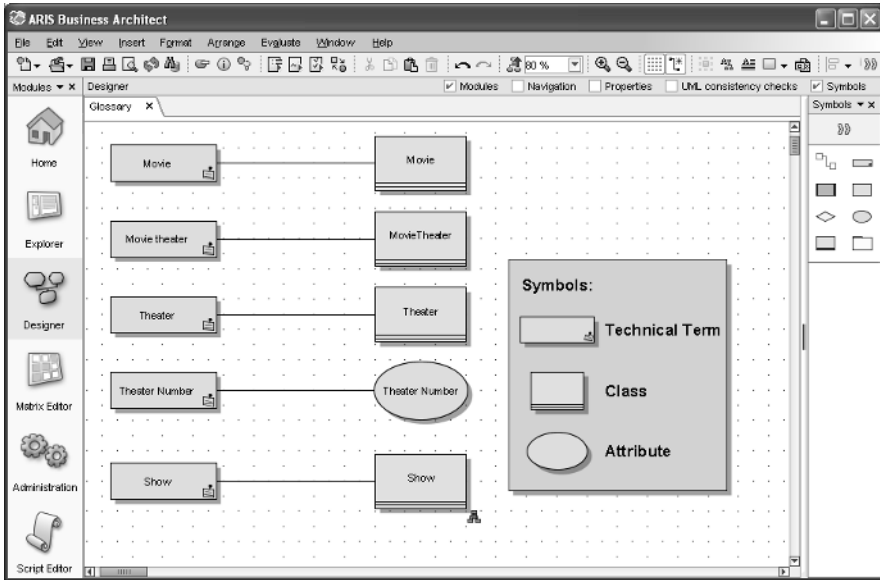 ARIS Business Architect
File Edit View Insert Format Arrange Evaluate Window Help
80 %
Modules Designer Modules Navigation Properties UML consistency checks Symbols
Glossary Symbols
Home
Explorer
Designer
Matrix Editor
Administration
Script Editor
Movie Movie
Movie theater MovieTheater
Theater Theater
Theater Number Theater Number
Show Show
Symbols:
Technical Term
Class
Attribute